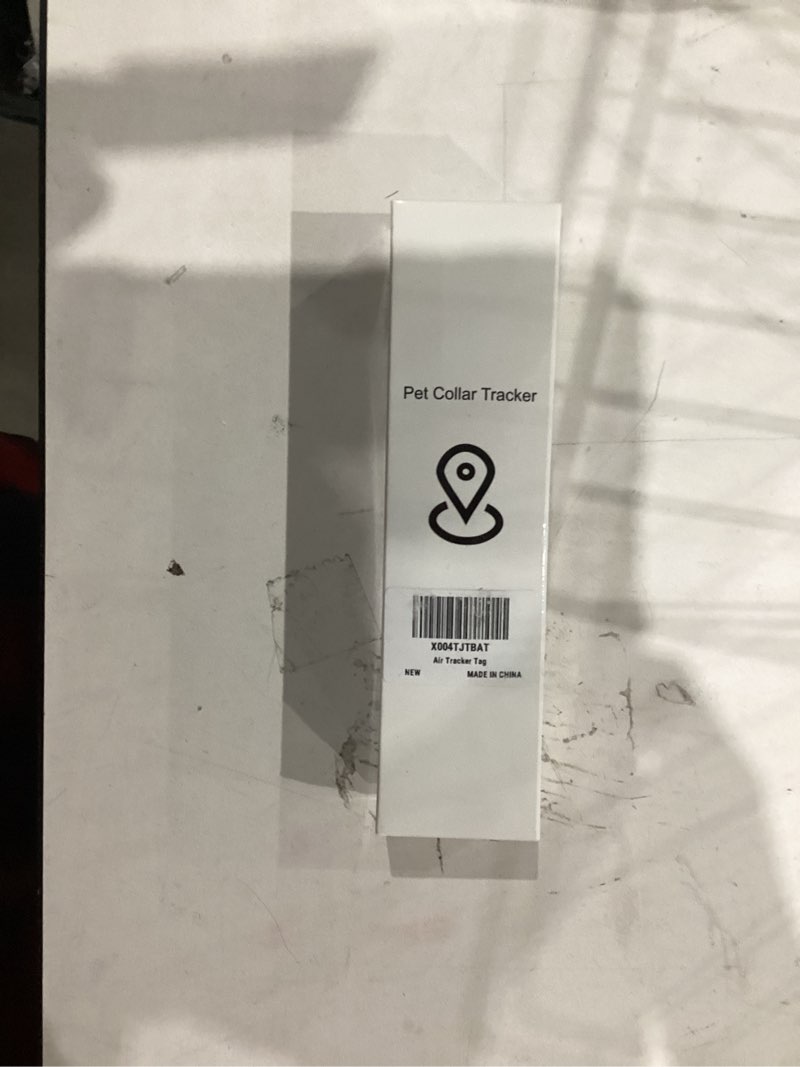 Pet Collar Tracker
X004TJTBAT
Air Tracker Tag
NEW MADE IN CHINA